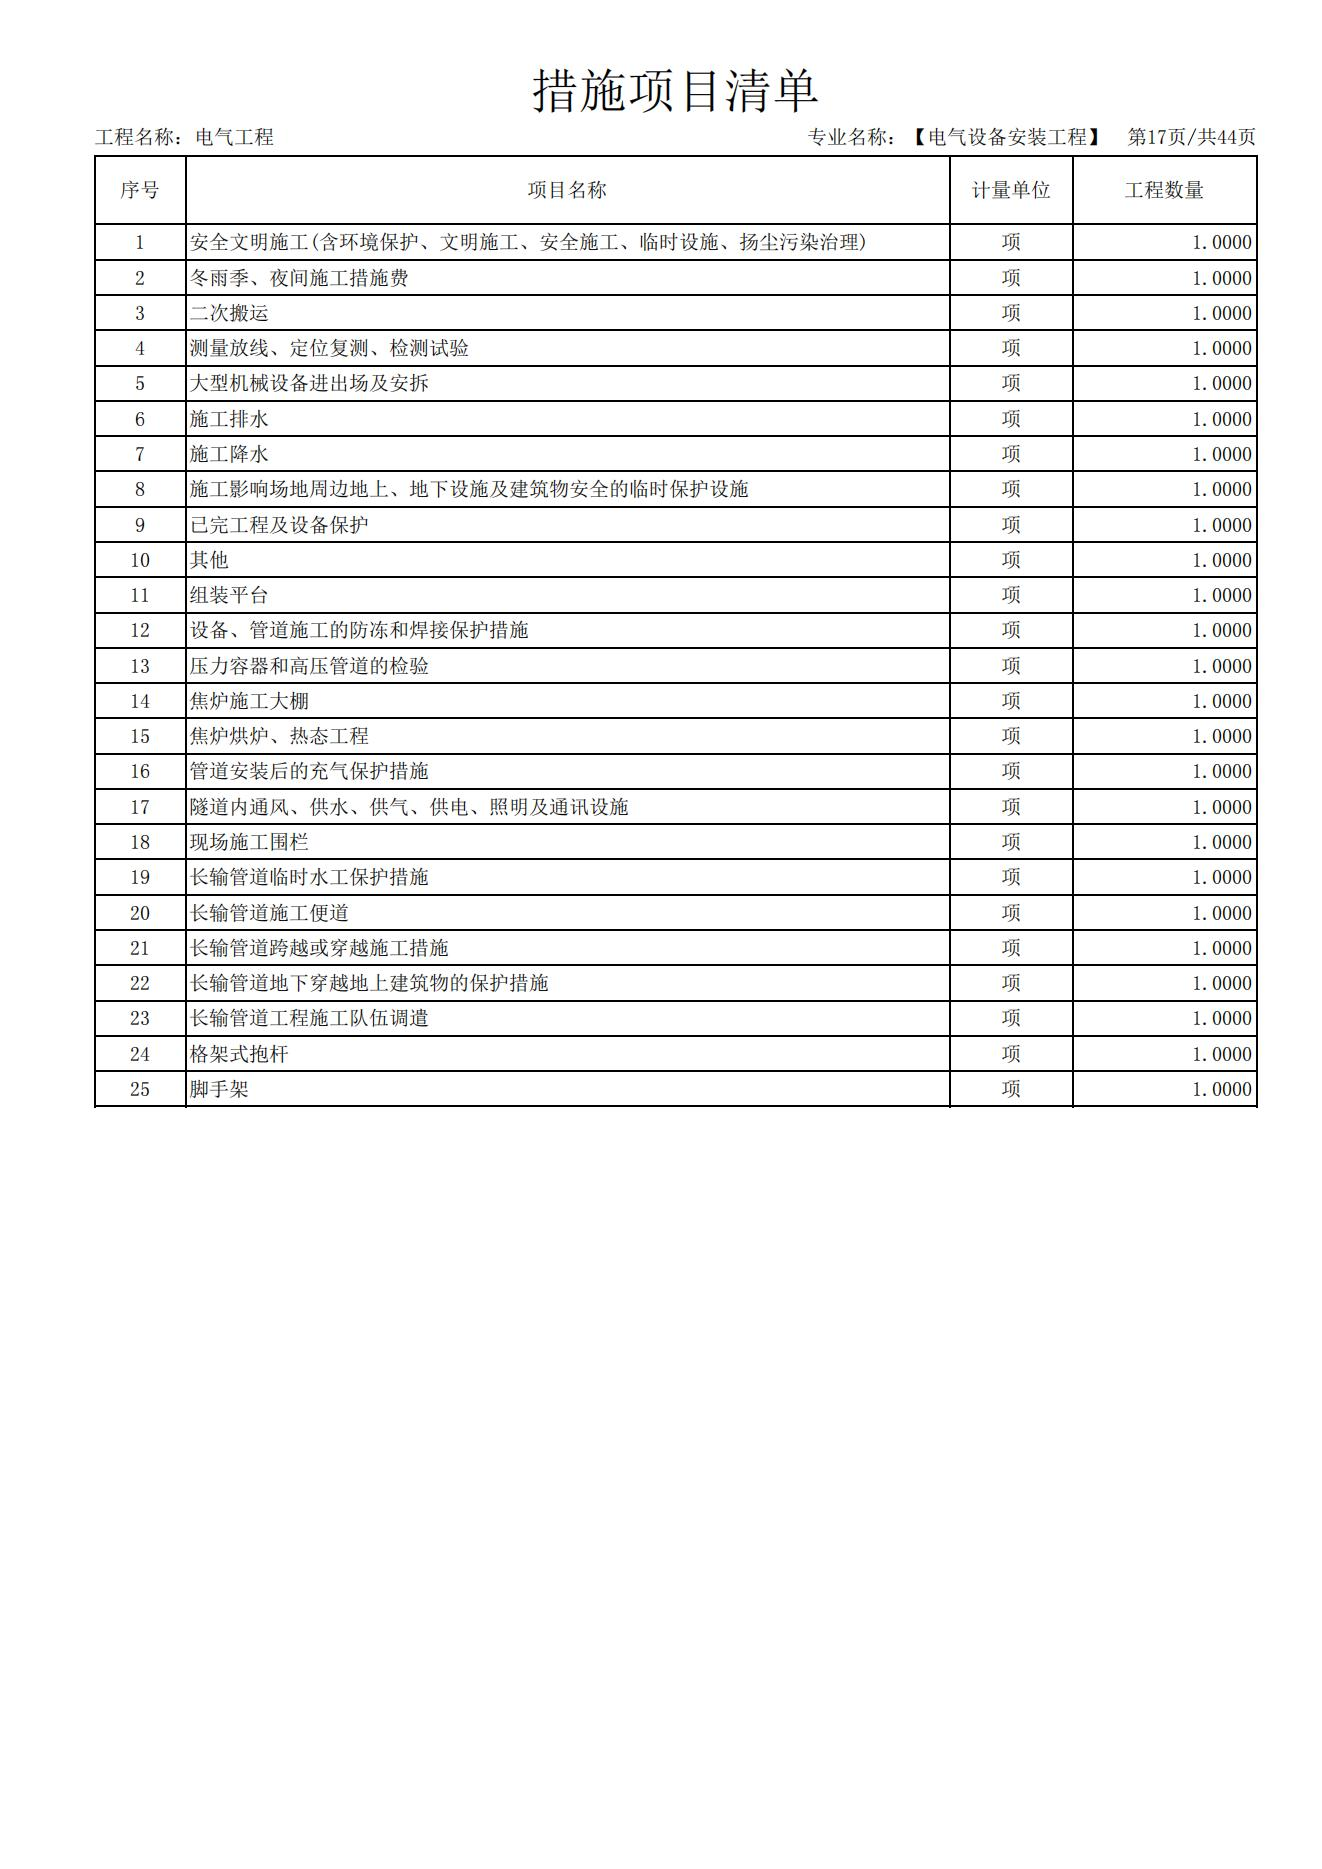 措施项目清单
工程名称：电气工程 专业名称：【电气设备安装工程】 第17页/共44页
序号 项目名称 计量单位 工程数量
1 安全文明施工(含环境保护、文明施工、安全施工、临时设施、扬尘污染治理) 项 1.0000
2 冬雨季、夜间施工措施费 项 1.0000
3 二次搬运 项 1.0000
4 测量放线、定位复测、检测试验 项 1.0000
5 大型机械设备进出场及安拆 项 1.0000
6 施工排水 项 1.0000
7 施工降水 项 1.0000
8 施工影响场地周边地上、地下设施及建筑物安全的临时保护设施 项 1.0000
9 已完工程及设备保护 项 1.0000
10 其他 项 1.0000
11 组装平台 项 1.0000
12 设备、管道施工的防冻和焊接保护措施 项 1.0000
13 压力容器和高压管道的检验 项 1.0000
14 焦炉施工大棚 项 1.0000
15 焦炉烘炉、热态工程 项 1.0000
16 管道安装后的充气保护措施 项 1.0000
17 隧道内通风、供水、供气、供电、照明及通讯设施 项 1.0000
18 现场施工围栏 项 1.0000
19 长输管道临时水工保护措施 项 1.0000
20 长输管道施工便道 项 1.0000
21 长输管道跨越或穿越施工措施 项 1.0000
22 长输管道地下穿越地上建筑物的保护措施 项 1.0000
23 长输管道工程施工队伍调遣 项 1.0000
24 格架式抱杆 项 1.0000
25 脚手架 项 1.0000